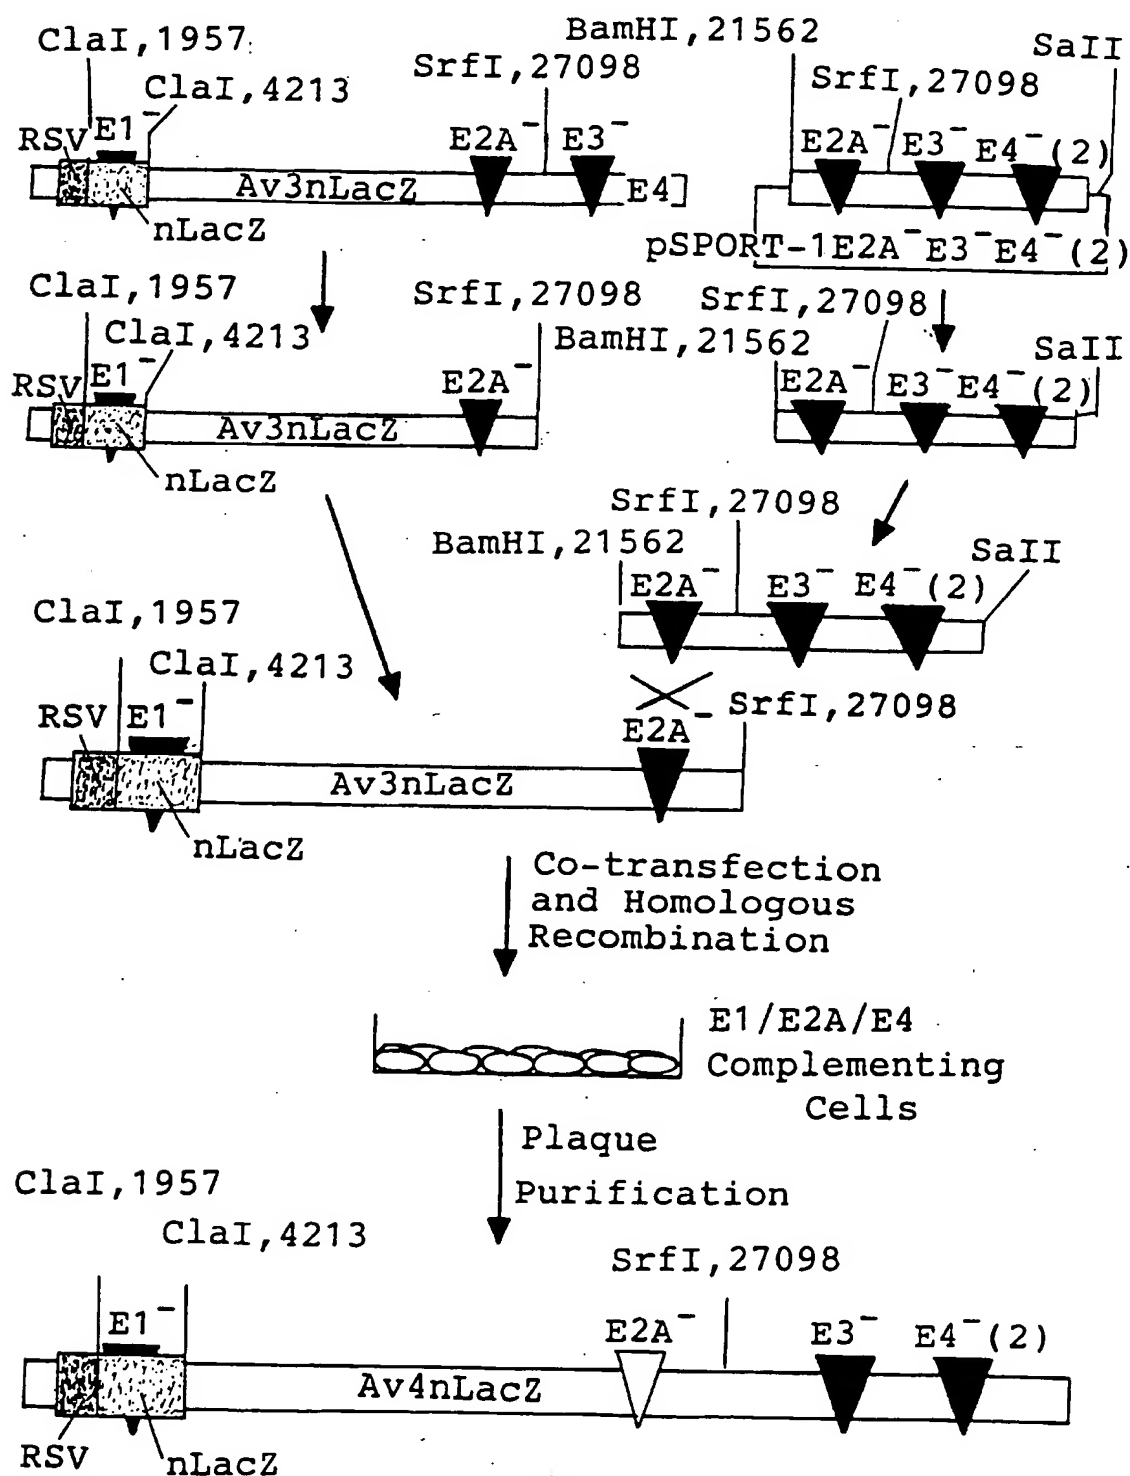 BamHI,21562
ClaI,1957
SaII
SrfI,27098
SrfI,27098
ClaI,4213
RSV
E1-
E2A-
E3-
E2A-
E3-
E4-(2)
Av3nLacZ
E4]
nLacZ
pSPORT-1E2A-E3-E4-(2)
ClaI,1957
SrfI,27098
SrfI,27098
ClaI,4213
BamHI,21562
SaII
RSV
E1-
E2A-
E2A-
E3-
E4-(2)
Av3nLacZ
nLacZ
SrfI,27098
BamHI,21562
SaII
E2A-
E3-
E4-(2)
ClaI,1957
ClaI,4213
RSV
E1-
E2A-
SrfI,27098
Av3nLacZ
nLacZ
Co-transfection
and Homologous
Recombination
E1/E2A/E4
Complementing
Cells
Plaque
Purification
ClaI,1957
ClaI,4213
SrfI,27098
E1-
E2A-
E3-
E4-(2)
Av4nLacZ
RSV
nLacZ